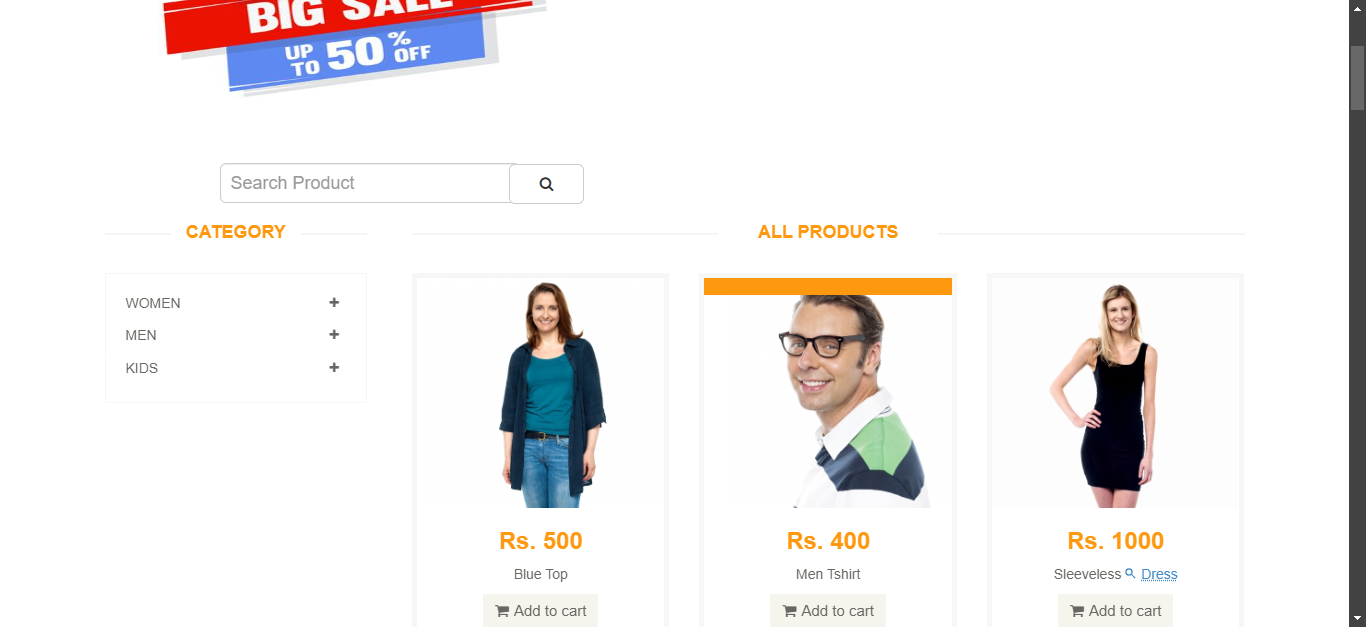 BIG SALE
UP TO 50% OFF
Search Product
CATEGORY
ALL PRODUCTS
WOMEN
MEN
KIDS
Rs. 500
Blue Top
Add to cart
Rs. 400
Men Tshirt
Add to cart
Rs. 1000
Sleeveless Dress
Add to cart